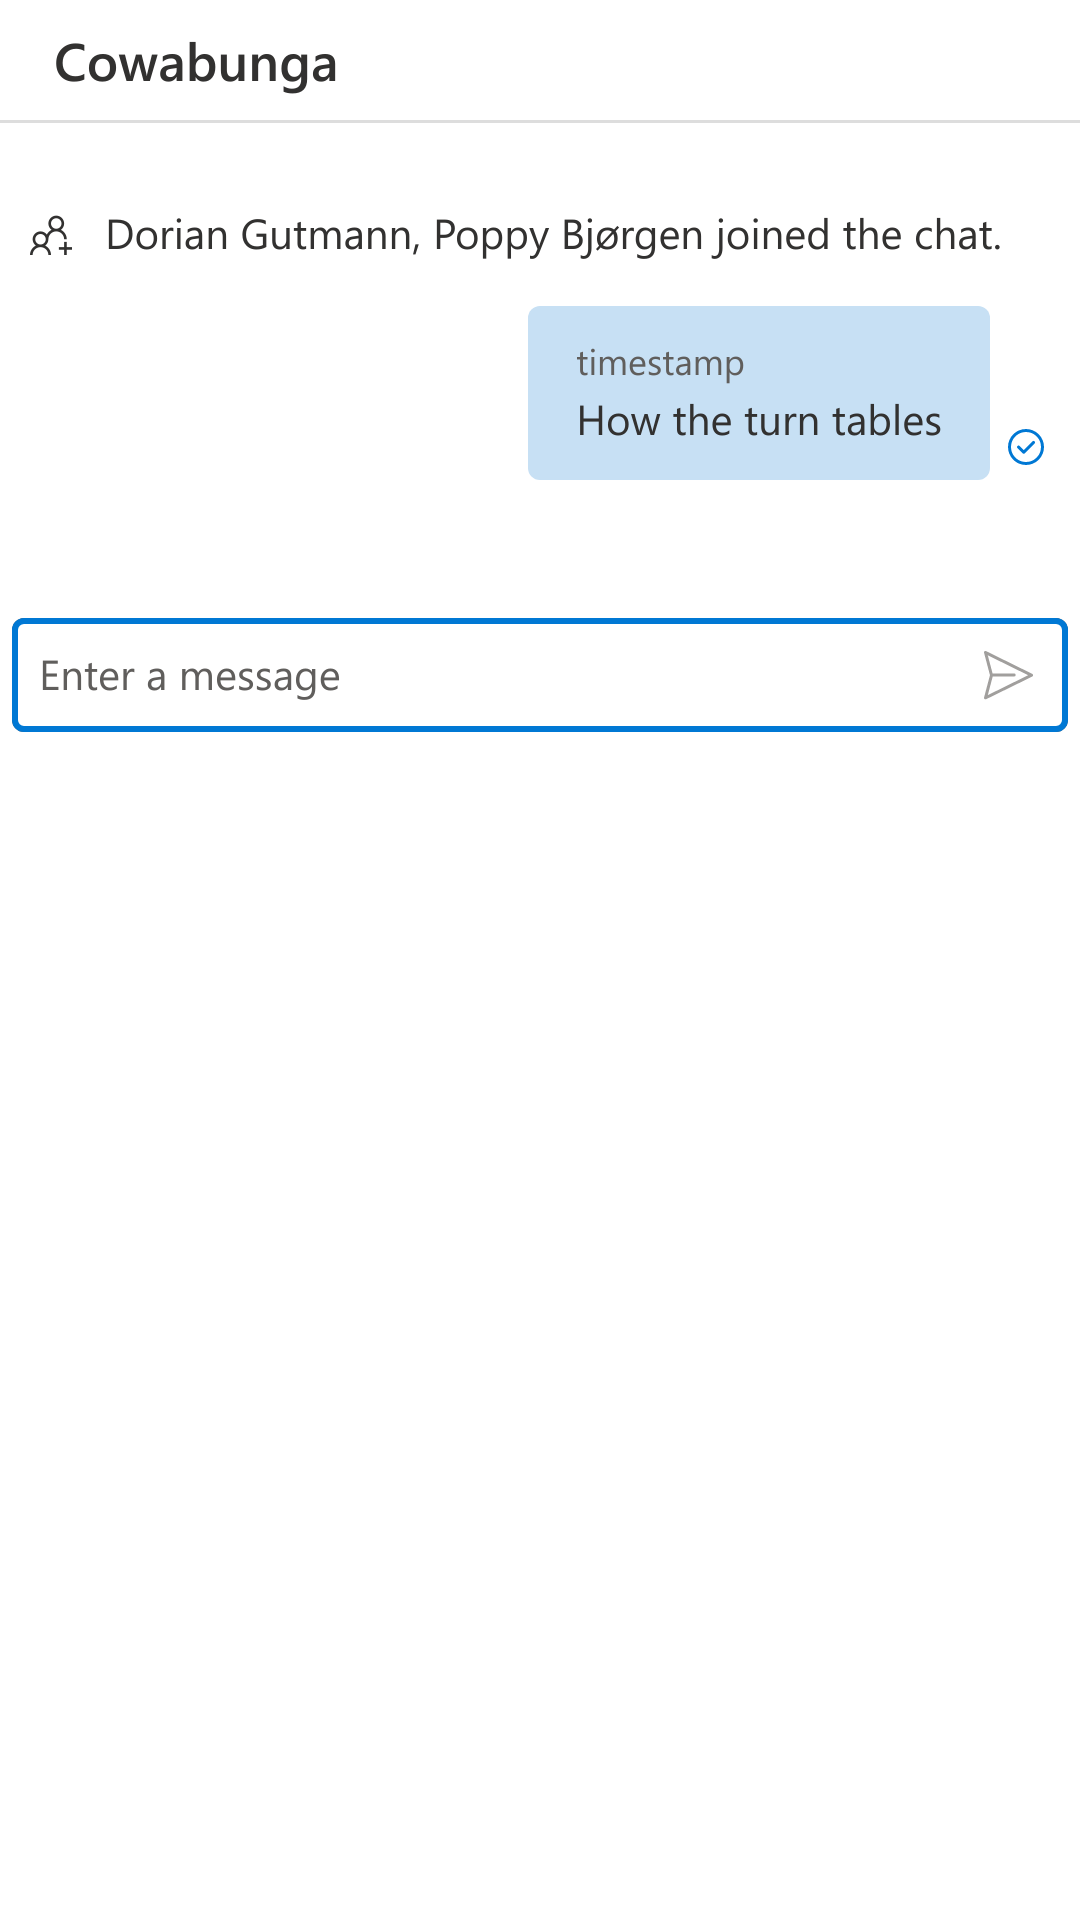 Cowabunga
Dorian Gutmann, Poppy Bjørgen joined the chat.
timestamp
How the turn tables
Enter a message